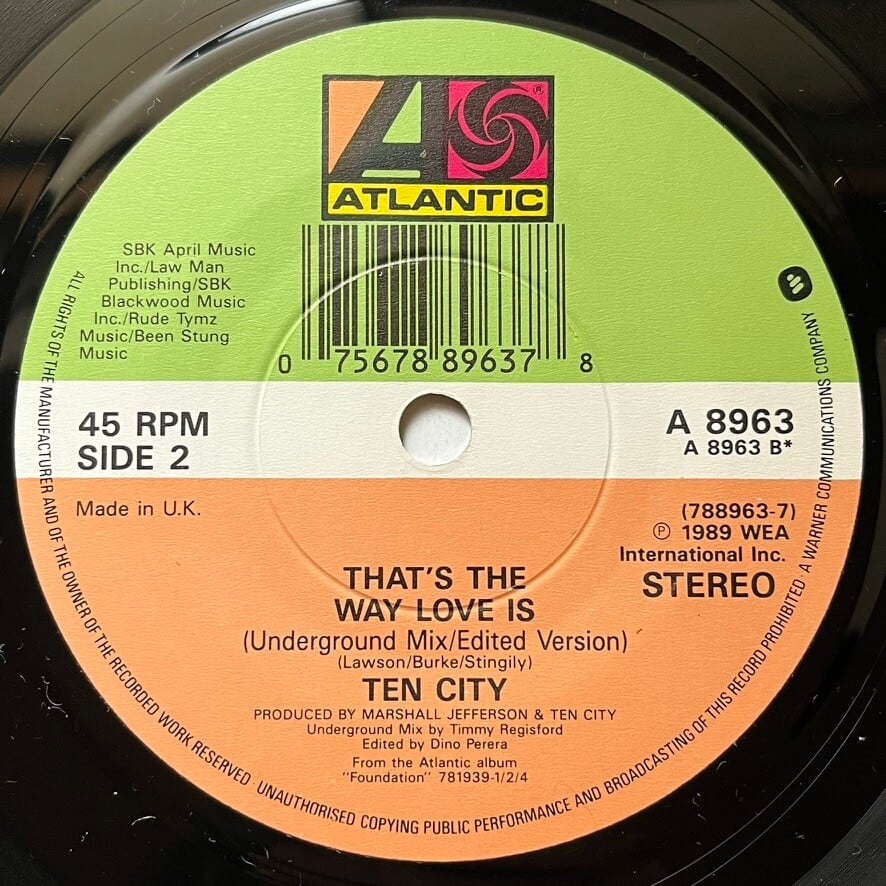 A
®
ATLANTIC
0 75678 89637 8
SBK April Music
Inc./Law Man
Publishing/SBK
Blackwood Music
Inc./Rude Tymz
Music/Been Stung
Music
45 RPM
SIDE 2
A 8963
A 8963 B*
Made in U.K.
(788963-7)
Ⓟ 1989 WEA
International Inc.
STEREO
THAT'S THE
WAY LOVE IS
(Underground Mix/Edited Version)
(Lawson/Burke/Stingily)
TEN CITY
PRODUCED BY MARSHALL JEFFERSON & TEN CITY
Underground Mix by Timmy Regisford
Edited by Dino Perera
From the Atlantic album
"Foundation" 781939-1/2/4
ALL RIGHTS OF THE MANUFACTURER AND OF THE OWNER OF THE RECORDED WORK RESERVED · UNAUTHORISED COPYING PUBLIC PERFORMANCE AND BROADCASTING OF THIS RECORD PROHIBITED · A WARNER COMMUNICATIONS COMPANY